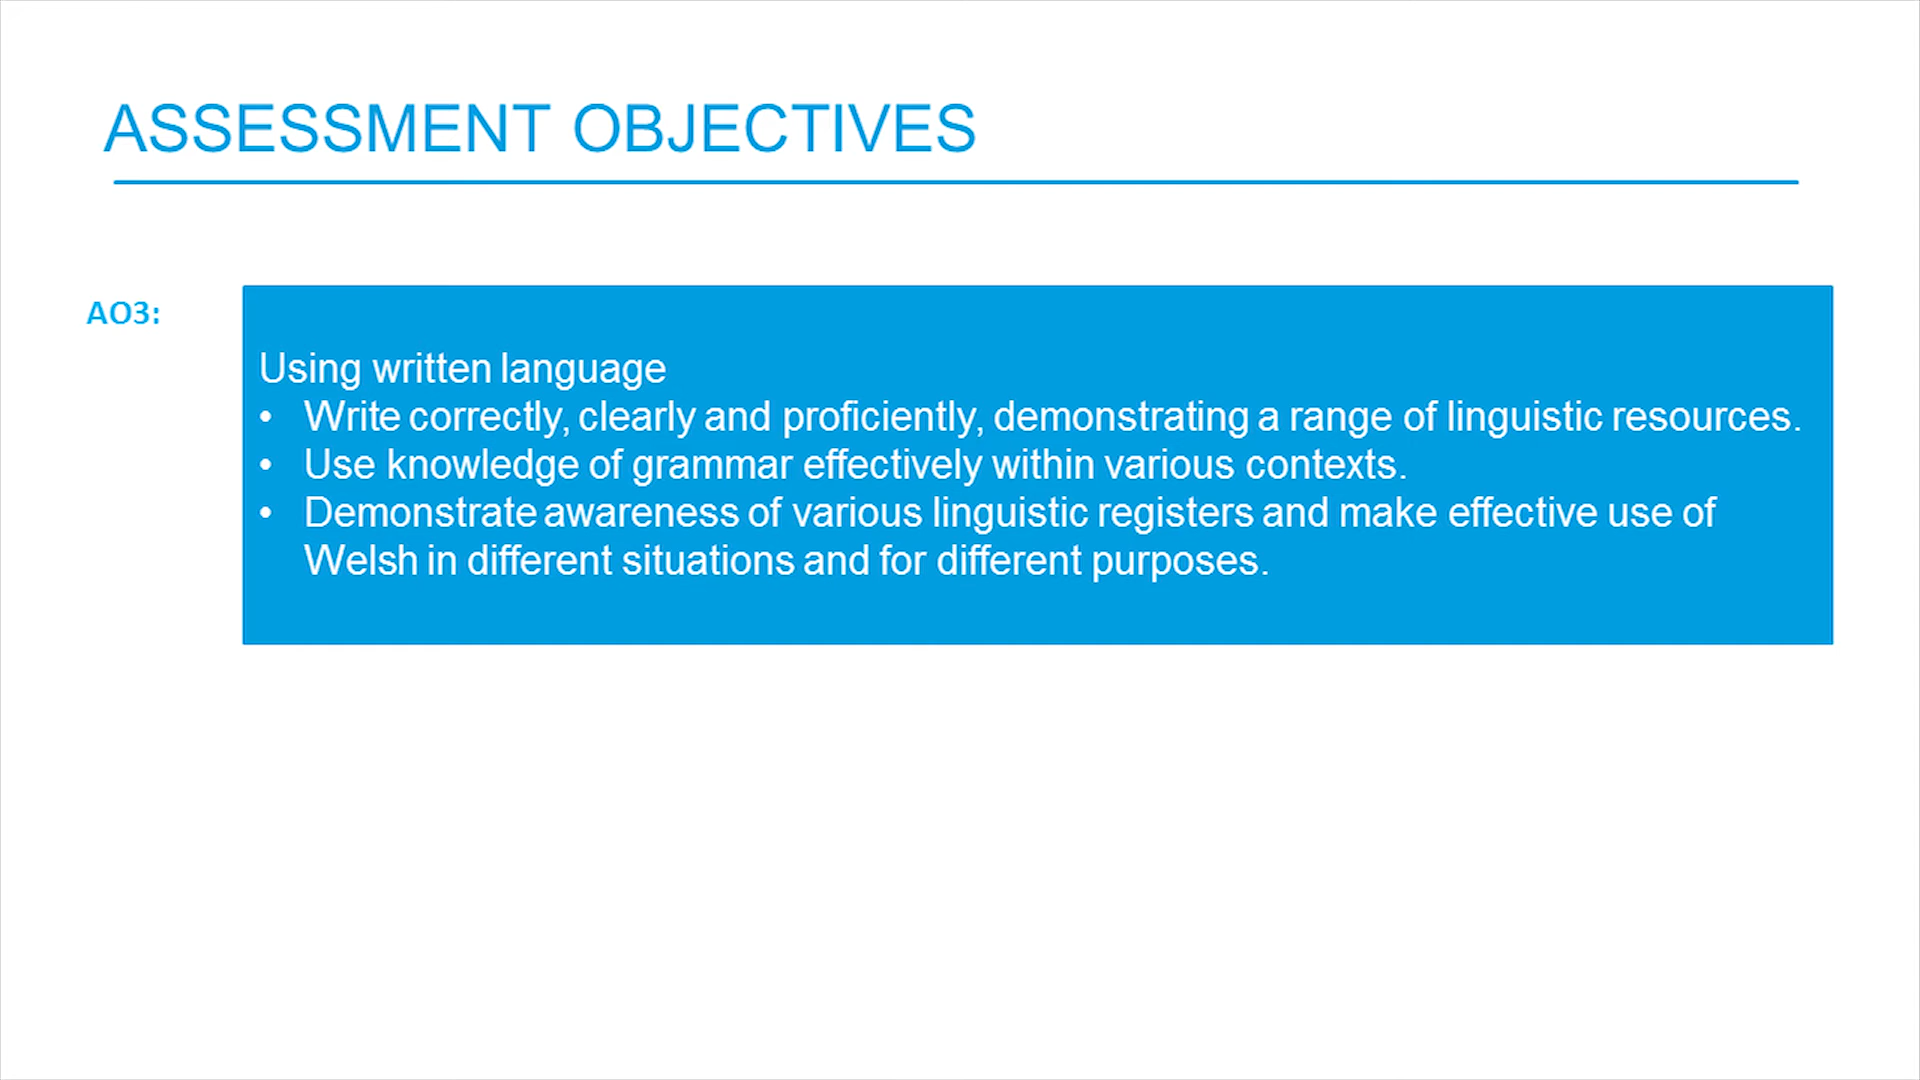 ASSESSMENT OBJECTIVES
AO3:
Using written language
• Write correctly, clearly and proficiently, demonstrating a range of linguistic resources.
• Use knowledge of grammar effectively within various contexts.
• Demonstrate awareness of various linguistic registers and make effective use of
Welsh in different situations and for different purposes.